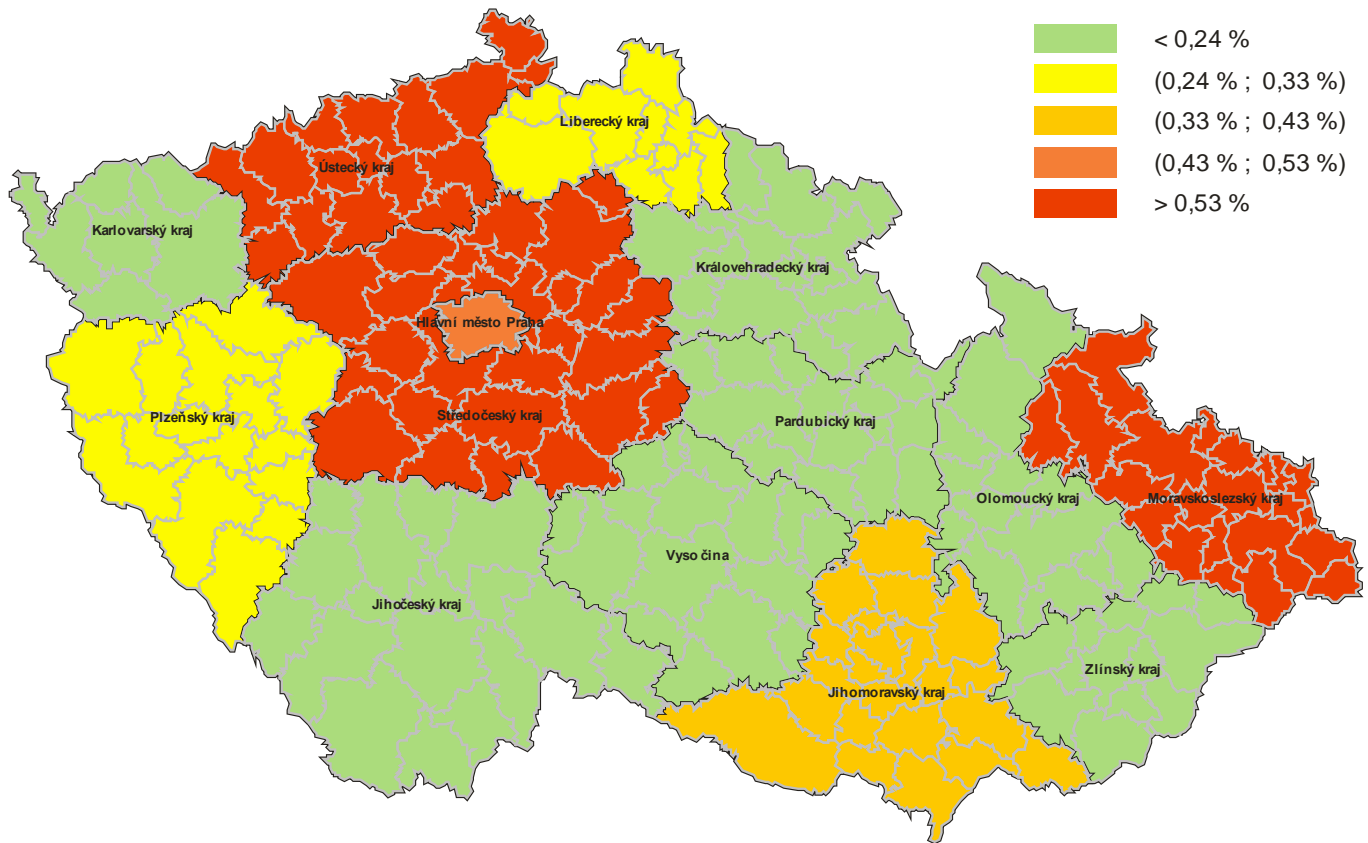 < 0,24 %
(0,24 % ; 0,33 %)
(0,33 % ; 0,43 %)
(0,43 % ; 0,53 %)
> 0,53 %
Liberecký kraj
Ústecký kraj
Karlovarský kraj
Královehradecký kraj
Hlavní město Praha
Plzeňský kraj
Středočeský kraj
Pardubický kraj
Olomoucký kraj
Moravskoslezský kraj
Vysočina
Jihočeský kraj
Zlínský kraj
Jihomoravský kraj